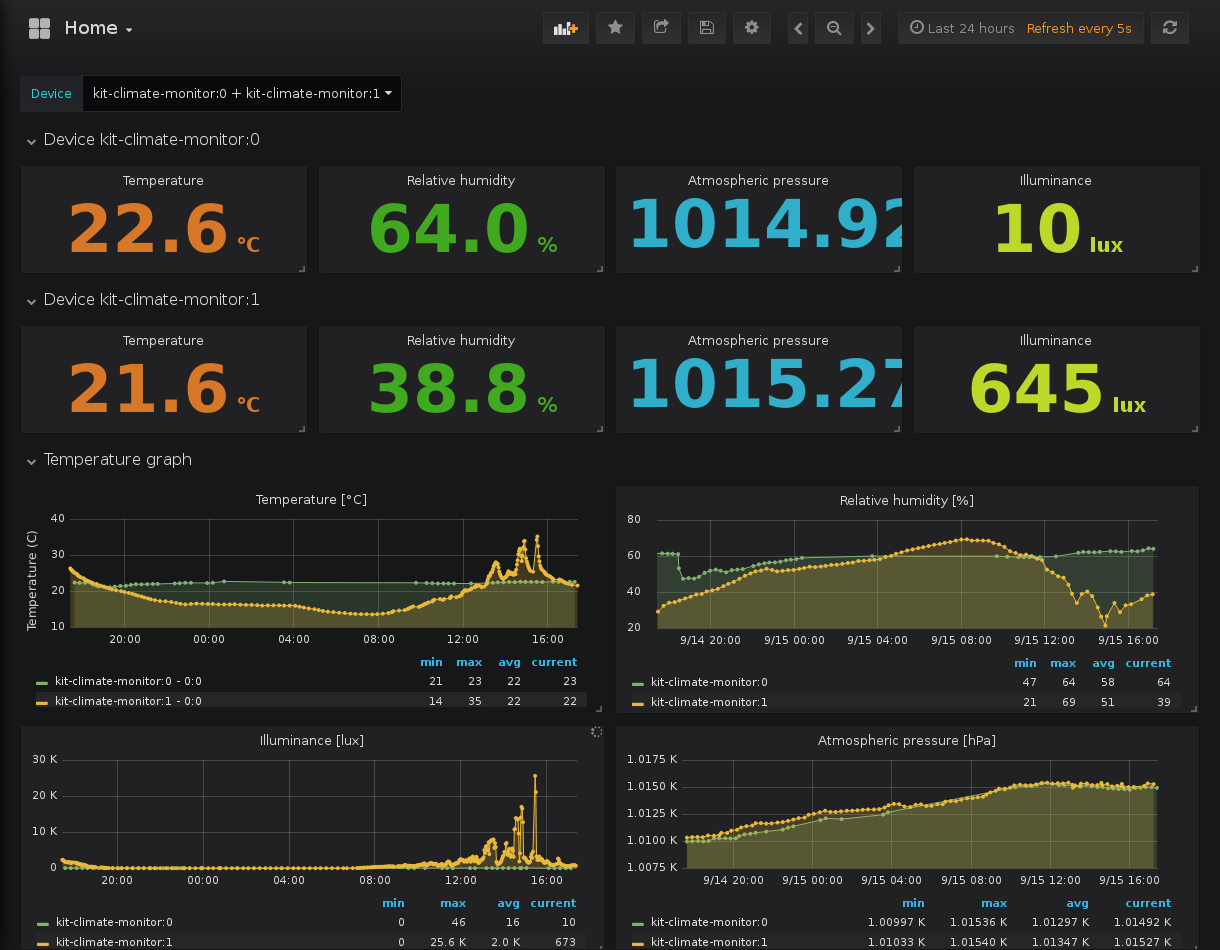 Home
Last 24 hours Refresh every 5s
Device kit-climate-monitor:0 + kit-climate-monitor:1
Device kit-climate-monitor:0
Temperature Relative humidity Atmospheric pressure Illuminance
22.6 °C 64.0 % 1014.92 10 lux
Device kit-climate-monitor:1
Temperature Relative humidity Atmospheric pressure Illuminance
21.6 °C 38.8 % 1015.27 645 lux
Temperature graph
Temperature [°C]
Temperature (C)
40
30
20
10
20:00 00:00 04:00 08:00 12:00 16:00
min max avg current
kit-climate-monitor:0 - 0:0 21 23 22 23
kit-climate-monitor:1 - 0:0 14 35 22 22
Relative humidity [%]
80
60
40
20
9/14 20:00 9/15 00:00 9/15 04:00 9/15 08:00 9/15 12:00 9/15 16:00
min max avg current
kit-climate-monitor:0 47 64 58 64
kit-climate-monitor:1 21 69 51 39
Illuminance [lux]
30 K
20 K
10 K
0
20:00 00:00 04:00 08:00 12:00 16:00
min max avg current
kit-climate-monitor:0 0 46 16 10
kit-climate-monitor:1 0 25.6 K 2.0 K 673
Atmospheric pressure [hPa]
1.0175 K
1.0150 K
1.0125 K
1.0100 K
1.0075 K
9/14 20:00 9/15 00:00 9/15 04:00 9/15 08:00 9/15 12:00 9/15 16:00
min max avg current
kit-climate-monitor:0 1.00997 K 1.01536 K 1.01297 K 1.01492 K
kit-climate-monitor:1 1.01033 K 1.01540 K 1.01347 K 1.01527 K